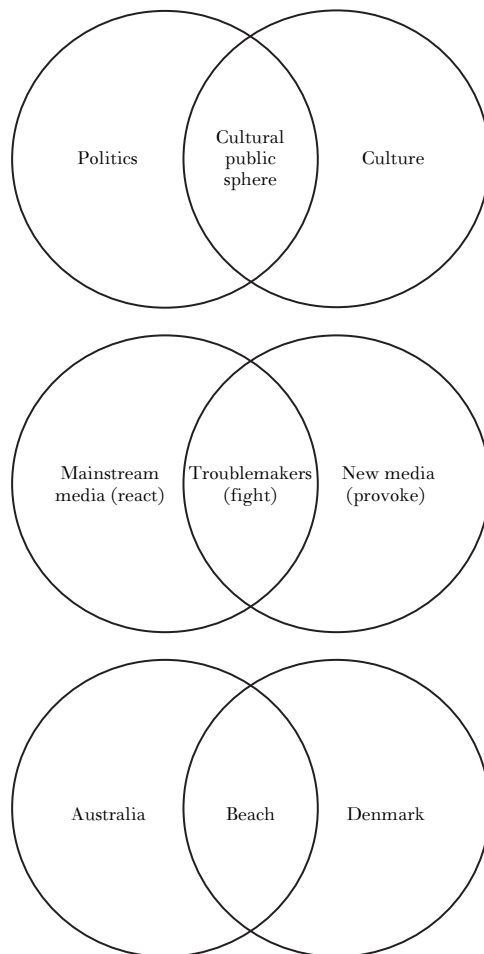 Politics
Cultural
public
sphere
Culture
Mainstream
media (react)
Troublemakers
(fight)
New media
(provoke)
Australia
Beach
Denmark